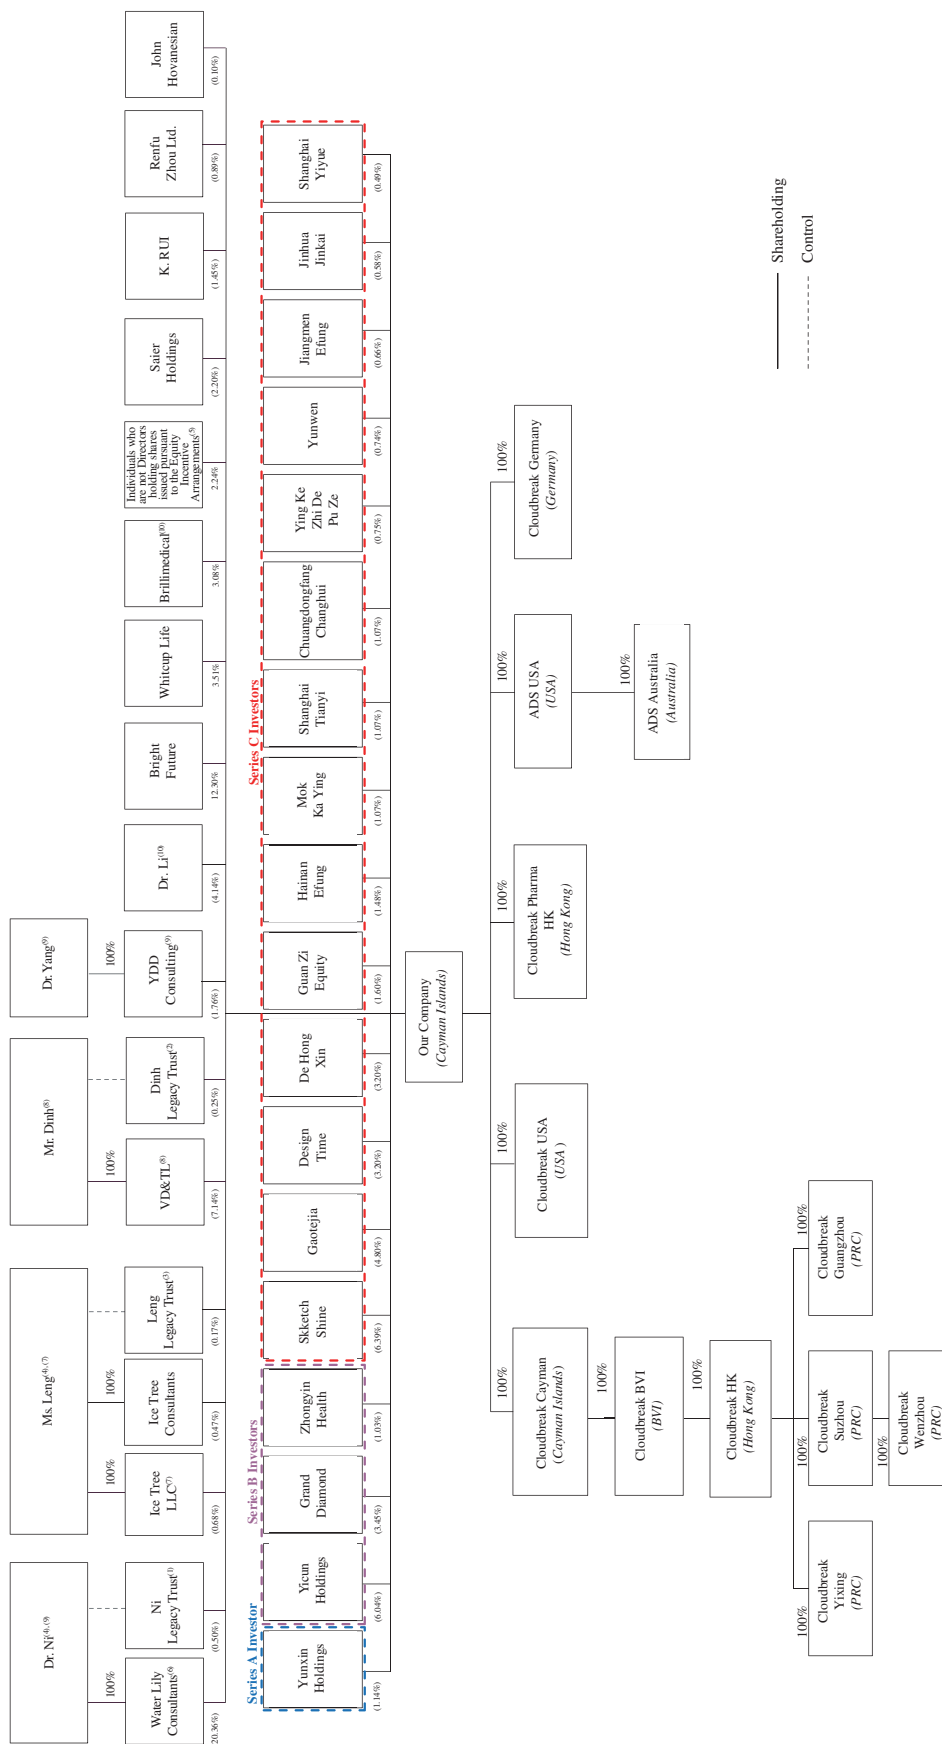 Dr. Ni(4), (9)
Ms. Leng(4), (7)
Mr. Dinh(8)
Dr. Yang(9)
100%
100%
100%
100%
100%
Water Lily
Consultants(6)
Ni
Legacy Trust(1)
Ice Tree
LLC(7)
Ice Tree
Consultants
Leng
Legacy Trust(3)
VD&TL(8)
Dinh
Legacy Trust(2)
YDD
Consulting(9)
Dr. Li(10)
Bright
Future
Whitcup Life
Brillimedical(10)
Individuals who
are not Directors
holding shares
issued pursuant
to the Equity
Incentive
Arrangements(5)
Saier
Holdings
K. RUI
Renfu
Zhou Ltd.
John
Hovanesian
20.36%)
(0.50%)
(0.68%)
(0.47%)
(0.17%)
(7.14%)
(0.25%)
(1.76%)
(4.14%)
12.30%
3.51%
3.08%
2.24%
(2.20%)
(1.45%)
(0.89%)
(0.10%)
Series A Investor
Series B Investors
Series C Investors
Yunxin
Holdings
Yicun
Holdings
Grand
Diamond
Zhongyin
Health
Skketch
Shine
Gaotejia
Design
Time
De Hong
Xin
Guan Zi
Equity
Hainan
Efung
Mok
Ka Ying
Shanghai
Tianyi
Chuangdongfang
Changhui
Ying Ke
Zhi De
Pu Ze
Yunwen
Jiangmen
Efung
Jinhua
Jinkai
Shanghai
Yiyue
(1.14%)
(6.04%)
(3.45%)
(1.03%)
(6.39%)
(4.80%)
(3.20%)
(3.20%)
(1.60%)
(1.48%)
(1.07%)
(1.07%)
(1.07%)
(0.75%)
(0.74%)
(0.66%)
(0.58%)
(0.49%)
Our Company
(Cayman Islands)
100%
100%
100%
100%
100%
Cloudbreak Cayman
(Cayman Islands)
Cloudbreak USA
(USA)
Cloudbreak Pharma
HK
(Hong Kong)
ADS USA
(USA)
Cloudbreak Germany
(Germany)
100%
100%
Cloudbreak BVI
(BVI)
ADS Australia
(Australia)
100%
Cloudbreak HK
(Hong Kong)
Shareholding
Control
100%
100%
100%
Cloudbreak
Yixing
(PRC)
Cloudbreak
Suzhou
(PRC)
Cloudbreak
Guangzhou
(PRC)
100%
Cloudbreak
Wenzhou
(PRC)